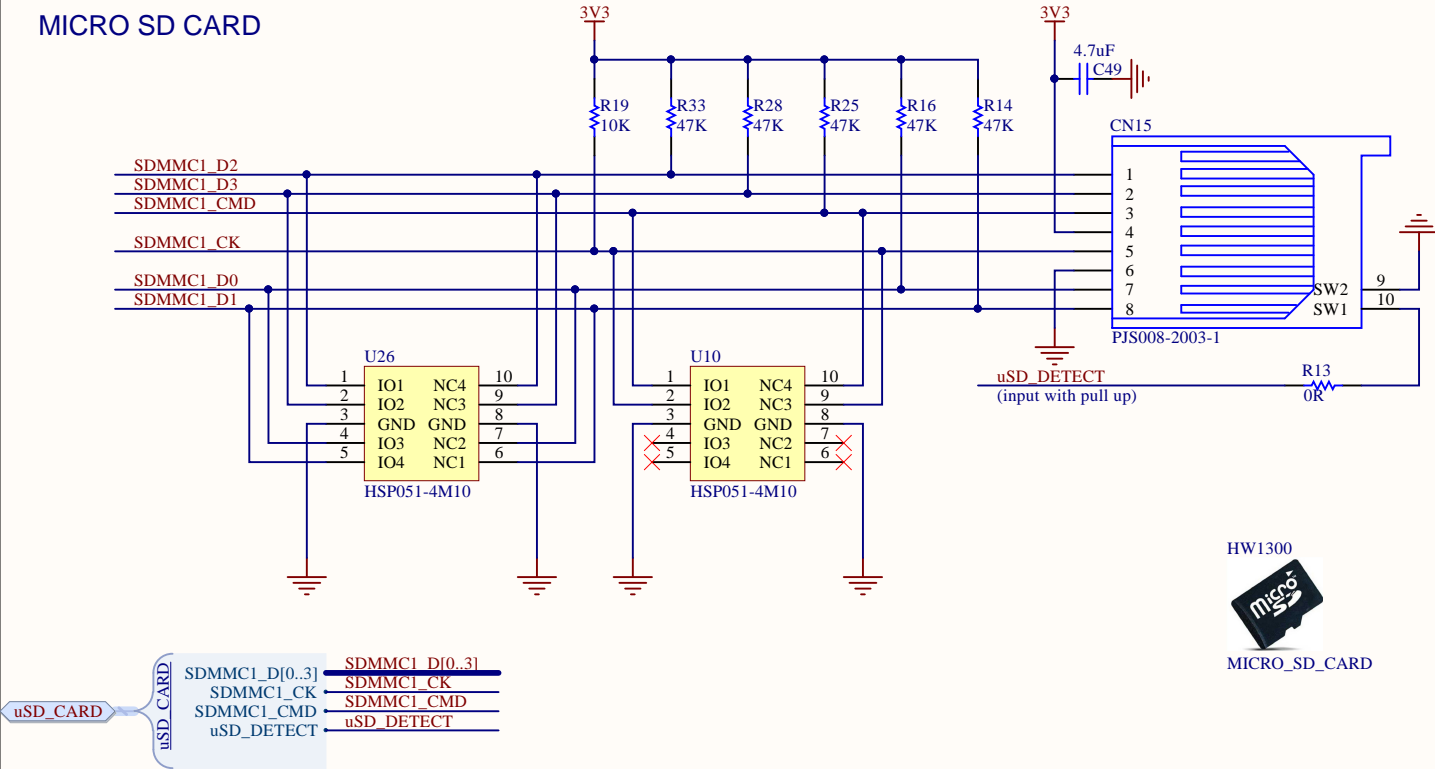 MICRO SD CARD
3V3
3V3
4.7uF
C49
R19
10K
R33
47K
R28
47K
R25
47K
R16
47K
R14
47K
CN15
SDMMC1_D2
SDMMC1_D3
SDMMC1_CMD
SDMMC1_CK
SDMMC1_D0
SDMMC1_D1
1
2
3
4
5
6
7
8
SW2 9
SW1 10
PJS008-2003-1
uSD_DETECT
(input with pull up)
R13
0R
U26
1 IO1 NC4 10
2 IO2 NC3 9
3 GND GND 8
4 IO3 NC2 7
5 IO4 NC1 6
HSP051-4M10
U10
1 IO1 NC4 10
2 IO2 NC3 9
3 GND GND 8
4 IO3 NC2 7
5 IO4 NC1 6
HSP051-4M10
HW1300
micro
SD
MICRO_SD_CARD
uSD_CARD
uSD_CARD
SDMMC1_D[0..3] SDMMC1_D[0..3]
SDMMC1_CK SDMMC1_CK
SDMMC1_CMD SDMMC1_CMD
uSD_DETECT uSD_DETECT